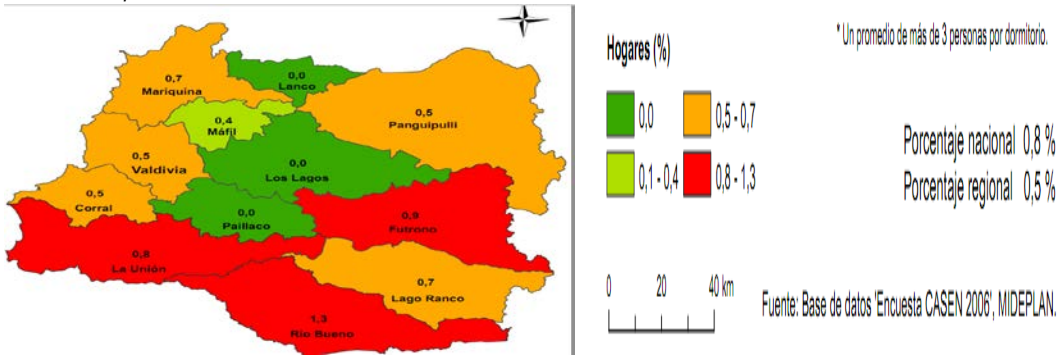 0,7
Mariquina
0,0
Lanco
0,5
Panguipulli
0,4
Máfil
0,5
Valdivia
0,0
Los Lagos
0,5
Corral
0,0
Paillaco
0,9
Futrono
0,8
La Unión
0,7
Lago Ranco
1,3
Río Bueno
* Un promedio de más de 3 personas por dormitorio.
Hogares (%)
0,0
0,5 - 0,7
0,1 - 0,4
0,8 - 1,3
Porcentaje nacional 0,8 %
Porcentaje regional 0,5 %
0 20 40 km
Fuente: Base de datos 'Encuesta CASEN 2006', MIDEPLAN.